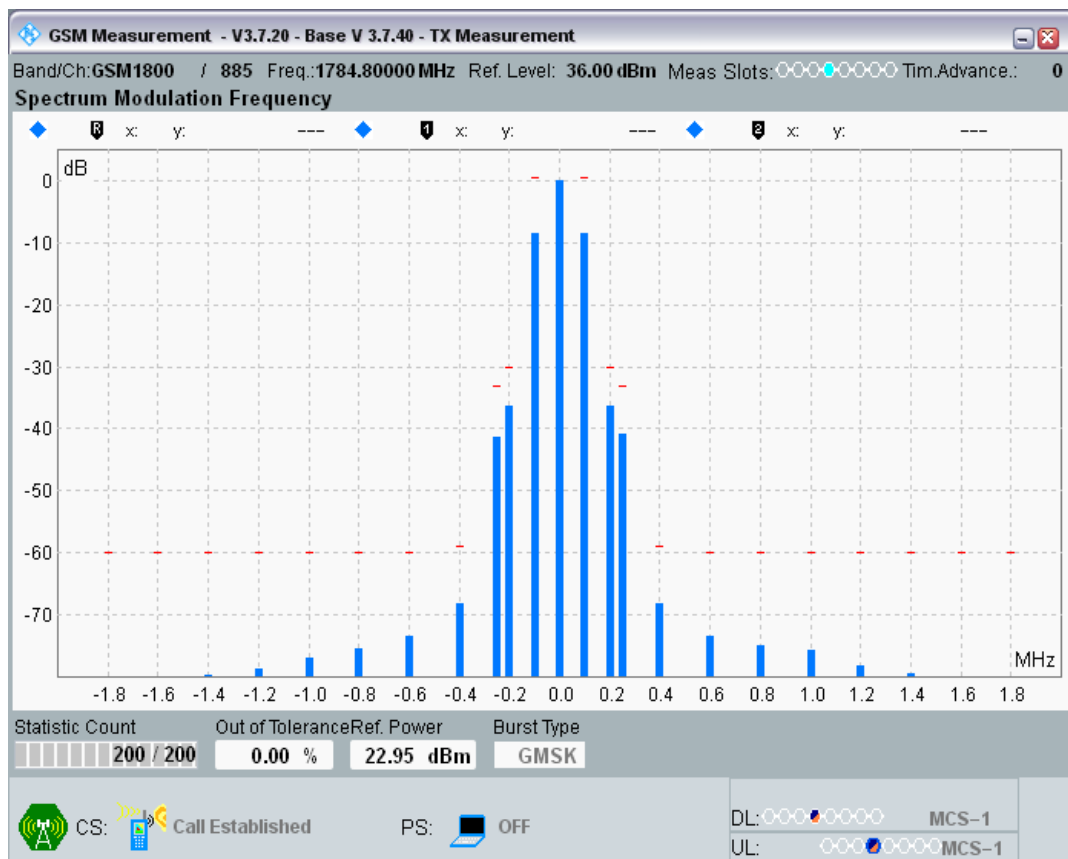 GSM Measurement - V3.7.20 - Base V 3.7.40 - TX Measurement
Band/Ch:GSM1800 / 885 Freq.:1784.80000 MHz Ref. Level: 36.00 dBm Meas Slots: Tim.Advance.: 0
Spectrum Modulation Frequency
R x: y: --- 1 x: y: --- 2 x: y: ---
dB
0
-10
-20
-30
-40
-50
-60
-70
MHz
-1.8 -1.6 -1.4 -1.2 -1.0 -0.8 -0.6 -0.4 -0.2 0.0 0.2 0.4 0.6 0.8 1.0 1.2 1.4 1.6 1.8
Statistic Count Out of Tolerance Ref. Power Burst Type
200 / 200 0.00 % 22.95 dBm GMSK
CS: Call Established PS: OFF
DL: MCS-1
UL: MCS-1